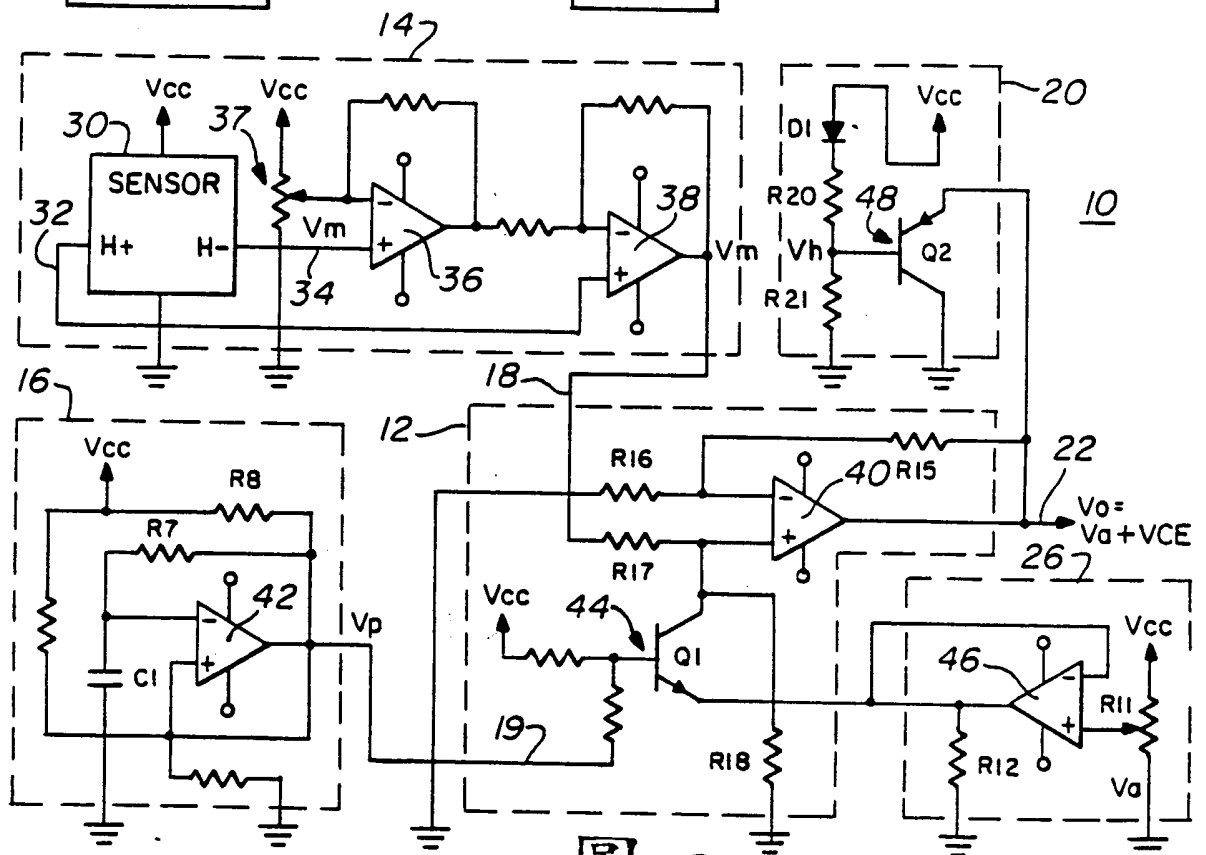 14
Vcc
Vcc
37
30
SENSOR
32
H+
H-
Vm
34
-
+
36
-
+
38
Vm
20
Vcc
D1
R20
48
Vh
Q2
R21
10
16
Vcc
R8
R7
42
-
+
C1
Vp
18
12
R16
R15
40
-
+
R17
22
Vo=
Va+VCE
Vcc
44
Q1
19
R18
26
Vcc
46
-
+
R11
R12
Va